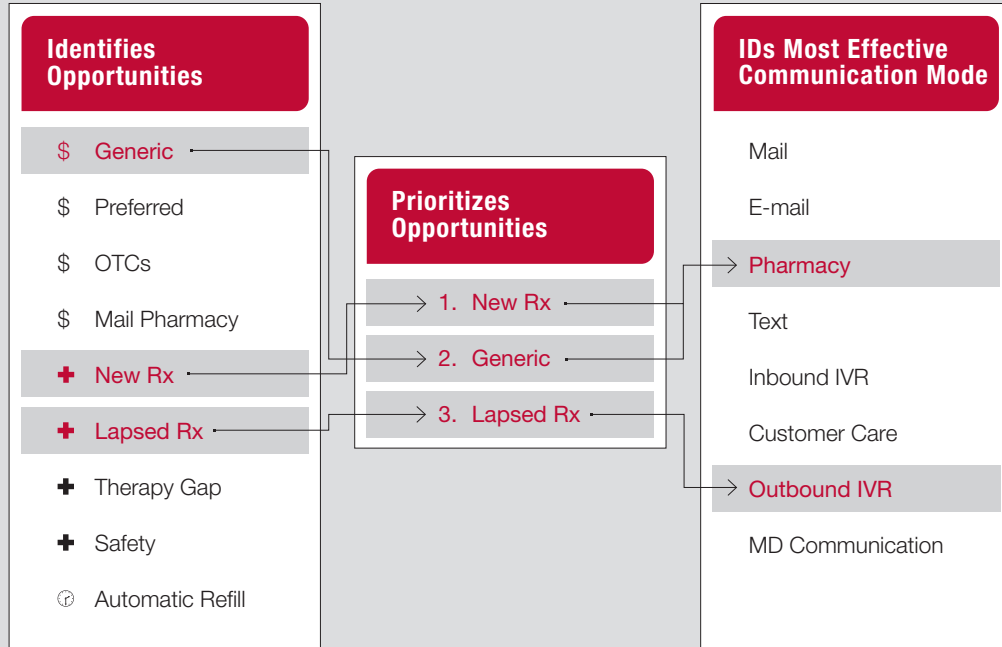 Identifies
Opportunities
$ Generic
$ Preferred
$ OTCs
$ Mail Pharmacy
✚ New Rx
✚ Lapsed Rx
✚ Therapy Gap
✚ Safety
Automatic Refill
Prioritizes
Opportunities
1. New Rx
2. Generic
3. Lapsed Rx
IDs Most Effective
Communication Mode
Mail
E-mail
Pharmacy
Text
Inbound IVR
Customer Care
Outbound IVR
MD Communication